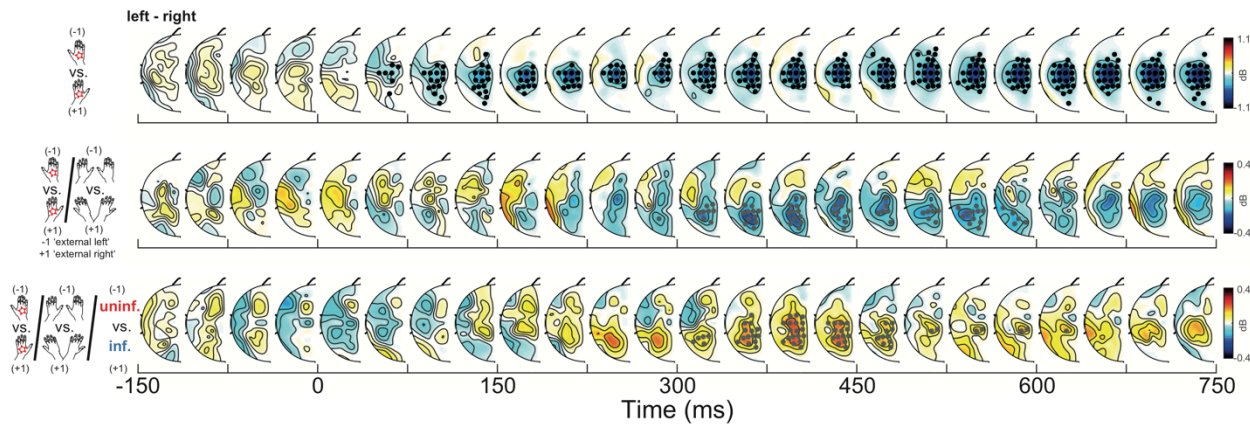 left - right
(-1)
vs.
(+1)
1.1
dB
-1.1
(-1) (-1)
vs. vs.
(+1) (+1)
-1 'external left'
+1 'external right'
0.4
dB
-0.4
(-1) (-1) (-1)
uninf.
vs. vs. vs.
inf.
(+1) (+1) (+1)
0.4
dB
-0.4
-150 0 150 300 450 600 750
Time (ms)